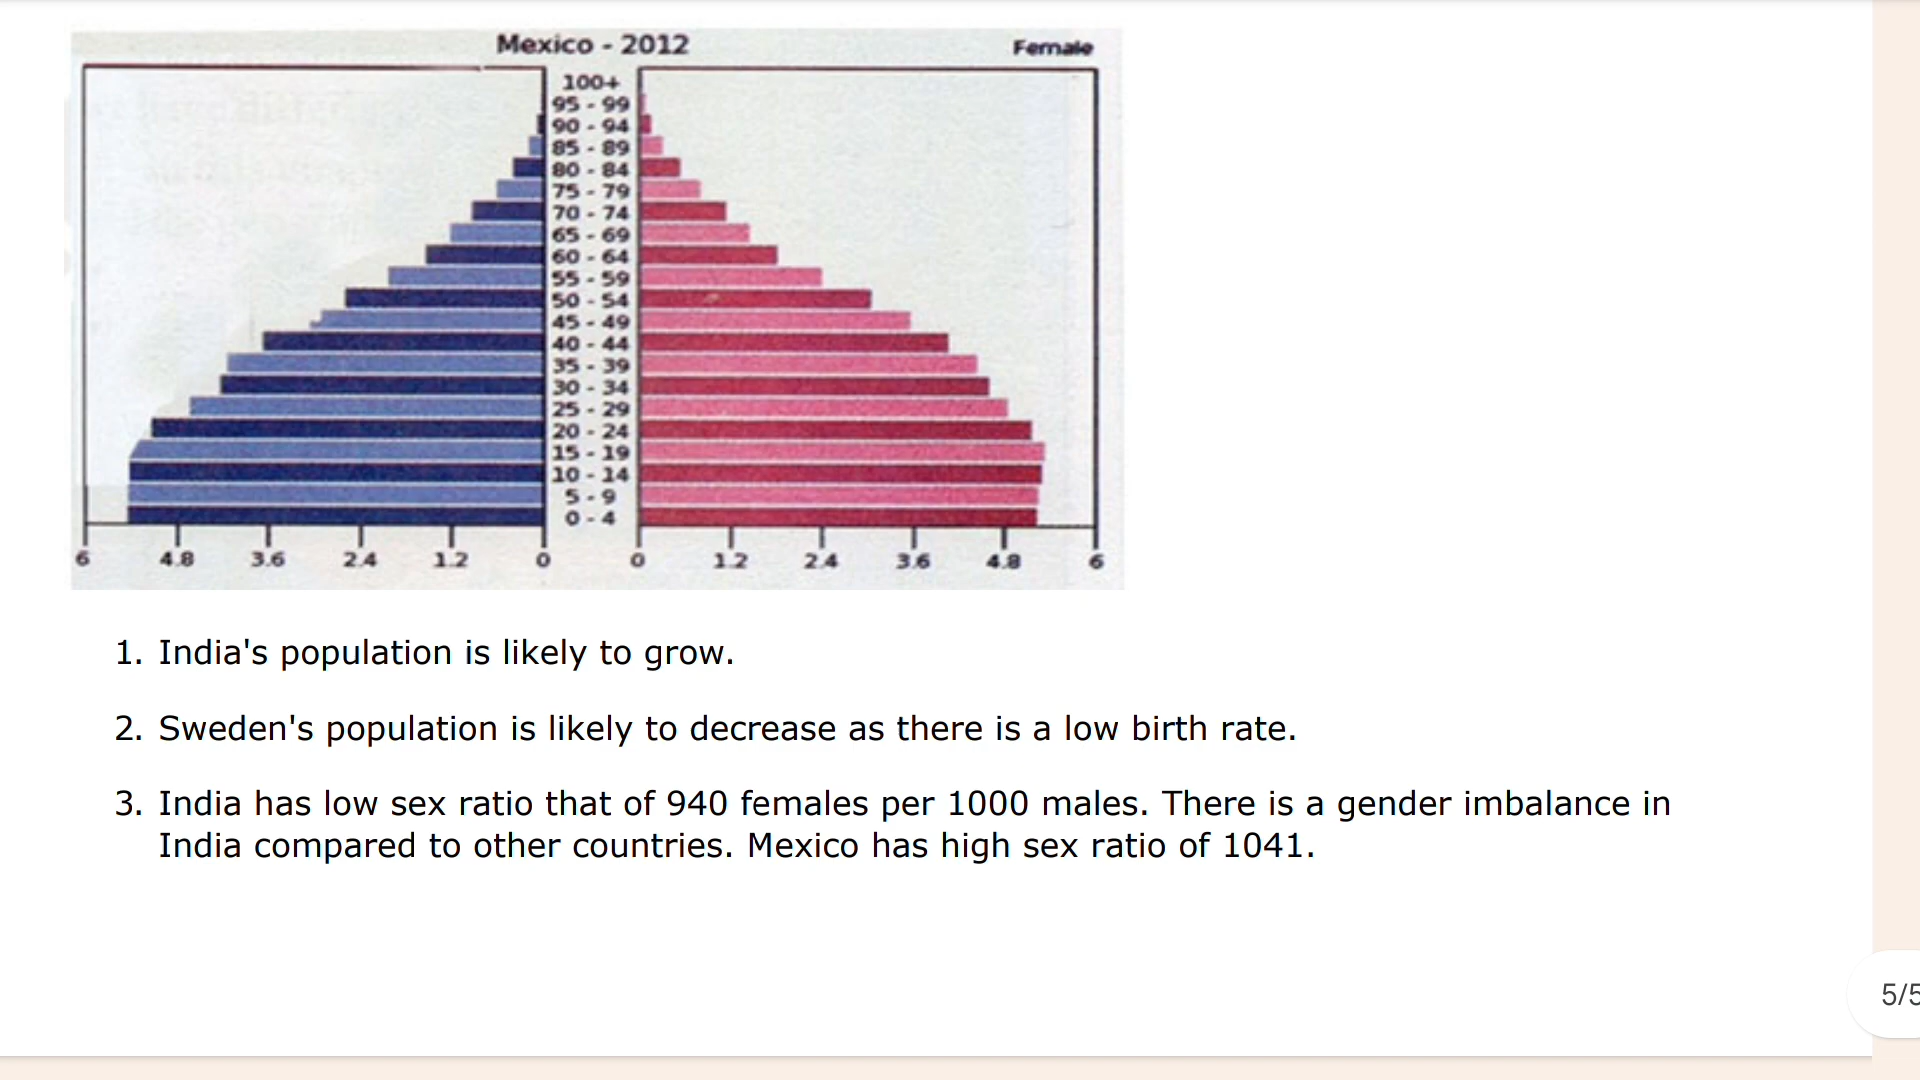 Mexico - 2012
Female
100+
95 - 99
90 - 94
85 - 89
80 - 84
75 - 79
70 - 74
65 - 69
60 - 64
55 - 59
50 - 54
45 - 49
40 - 44
35 - 39
30 - 34
25 - 29
20 - 24
15 - 19
10 - 14
5 - 9
0 - 4
6 4.8 3.6 2.4 1.2 0 0 1.2 2.4 3.6 4.8 6
1. India's population is likely to grow.
2. Sweden's population is likely to decrease as there is a low birth rate.
3. India has low sex ratio that of 940 females per 1000 males. There is a gender imbalance in
India compared to other countries. Mexico has high sex ratio of 1041.
5/5